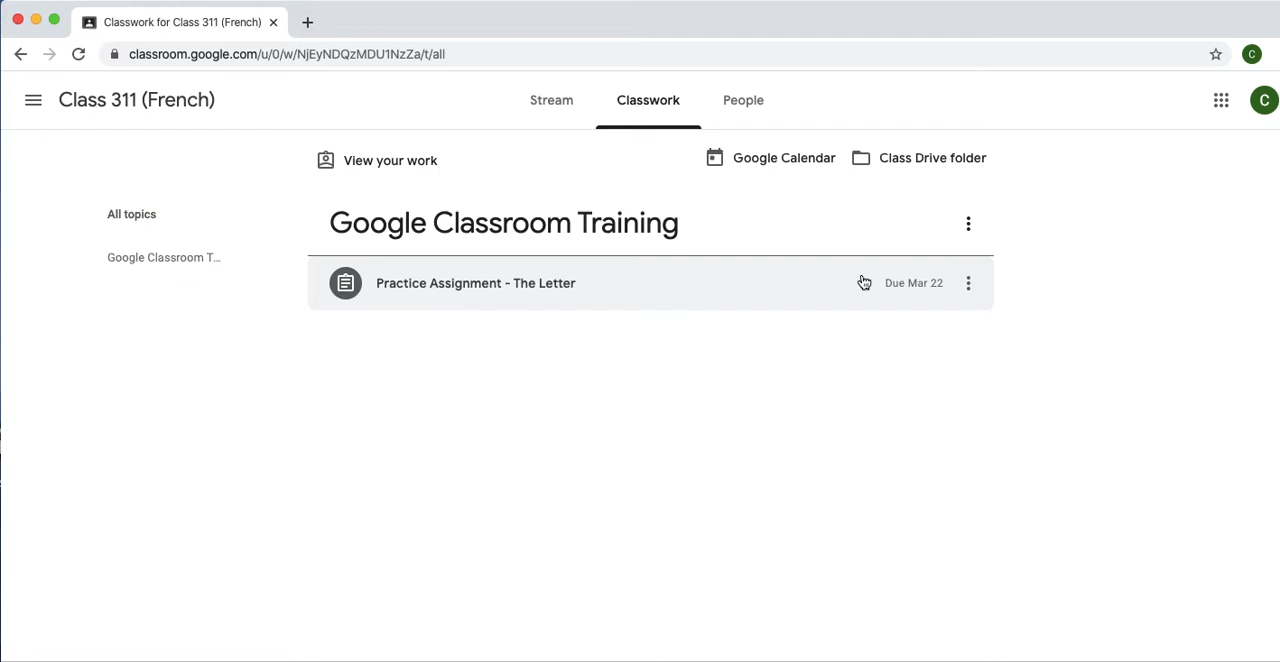 Classwork for Class 311 (French)
classroom.google.com/u/0/w/NjEyNDQzMDU1NzZa/t/all
C
Class 311 (French)
Stream
Classwork
People
C
View your work
Google Calendar
Class Drive folder
All topics
Google Classroom Training
Google Classroom T...
Practice Assignment - The Letter
Due Mar 22